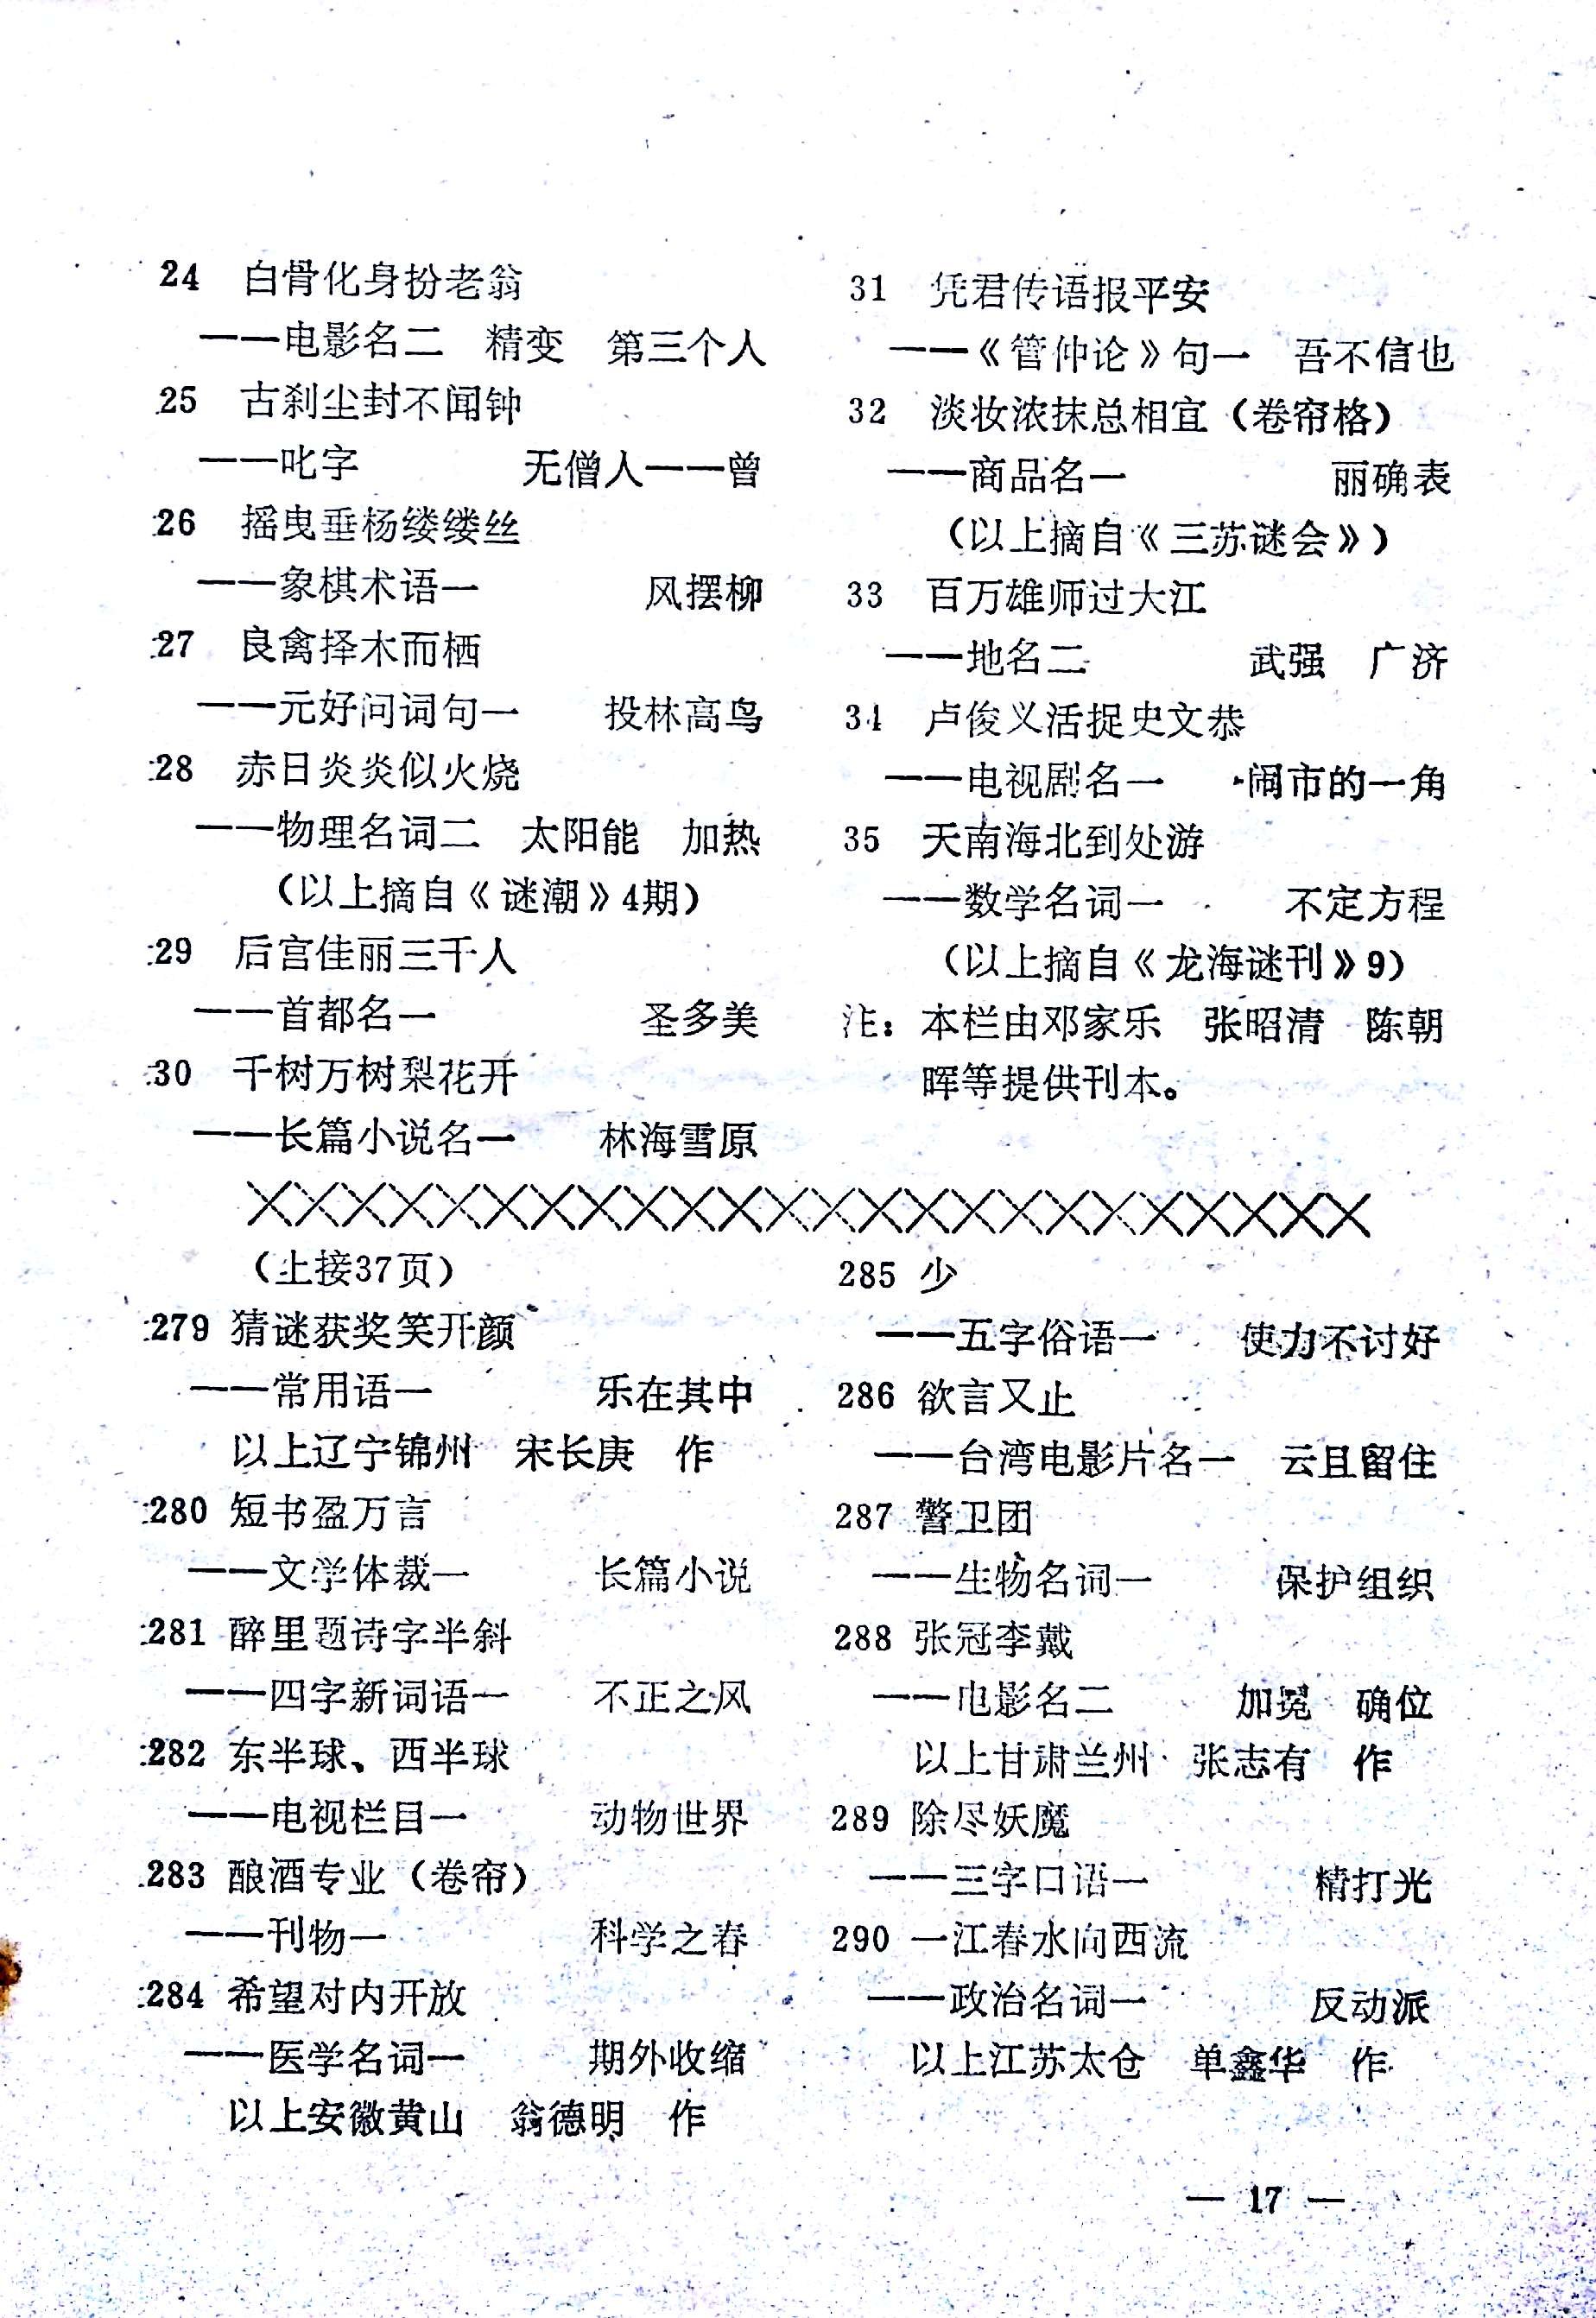 24 白骨化身扮老翁
——电影名二 精变 第三个人
25 古刹尘封不闻钟
——叱字 无僧人——曾
26 摇曳垂杨缕缕丝
——象棋术语一 风摆柳
27 良禽择木而栖
——元好问词句一 投林高鸟
28 赤日炎炎似火烧
——物理名词二 太阳能 加热
（以上摘自《谜潮》4期）
29 后宫佳丽三千人
——首都名一 圣多美
30 千树万树梨花开
——长篇小说名一 林海雪原
31 凭君传语报平安
——《管仲论》句一 吾不信也
32 淡妆浓抹总相宜（卷帘格）
——商品名一 丽确表
（以上摘自《三苏谜会》）
33 百万雄师过大江
——地名二 武强 广济
34 卢俊义活捉史文恭
——电视剧名一 闹市的一角
35 天南海北到处游
——数学名词一 不定方程
（以上摘自《龙海谜刊》9）
注：本栏由邓家乐 张昭清 陈朝
晖等提供刊本。
（上接37页）
279 猜谜获奖笑开颜
——常用语一 乐在其中
以上辽宁锦州 宋长庚 作
280 短书盈万言
——文学体裁一 长篇小说
281 醉里题诗字半斜
——四字新词语一 不正之风
282 东半球、西半球
——电视栏目一 动物世界
283 酿酒专业（卷帘）
——刊物一 科学之春
284 希望对内开放
——医学名词一 期外收缩
以上安徽黄山 翁德明 作
285 少
——五字俗语一 使力不讨好
286 欲言又止
——台湾电影片名一 云且留住
287 警卫团
——生物名词一 保护组织
288 张冠李戴
——电影名二 加冕 确位
以上甘肃兰州 张志有 作
289 除尽妖魔
——三字口语一 精打光
290 一江春水向西流
——政治名词一 反动派
以上江苏太仓 单鑫华 作
— 17 —